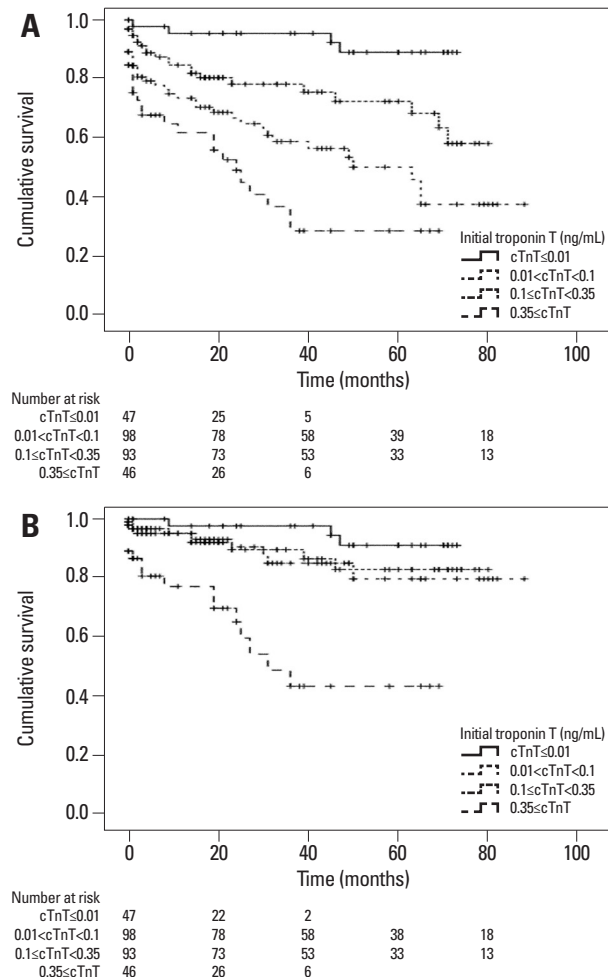 A
Cumulative survival
1.0
0.8
0.6
0.4
0.2
0.0
Initial troponin T (ng/mL)
cTnT≤0.01
0.01<cTnT<0.1
0.1≤cTnT<0.35
0.35≤cTnT
0 20 40 60 80 100
Time (months)
Number at risk
cTnT≤0.01 47 25 5
0.01<cTnT<0.1 98 78 58 39 18
0.1≤cTnT<0.35 93 73 53 33 13
0.35≤cTnT 46 26 6
B
Cumulative survival
1.0
0.8
0.6
0.4
0.2
0.0
Initial troponin T (ng/mL)
cTnT≤0.01
0.01<cTnT<0.1
0.1≤cTnT<0.35
0.35≤cTnT
0 20 40 60 80 100
Time (months)
Number at risk
cTnT≤0.01 47 22 2
0.01<cTnT<0.1 98 78 58 38 18
0.1≤cTnT<0.35 93 73 53 33 13
0.35≤cTnT 46 26 6